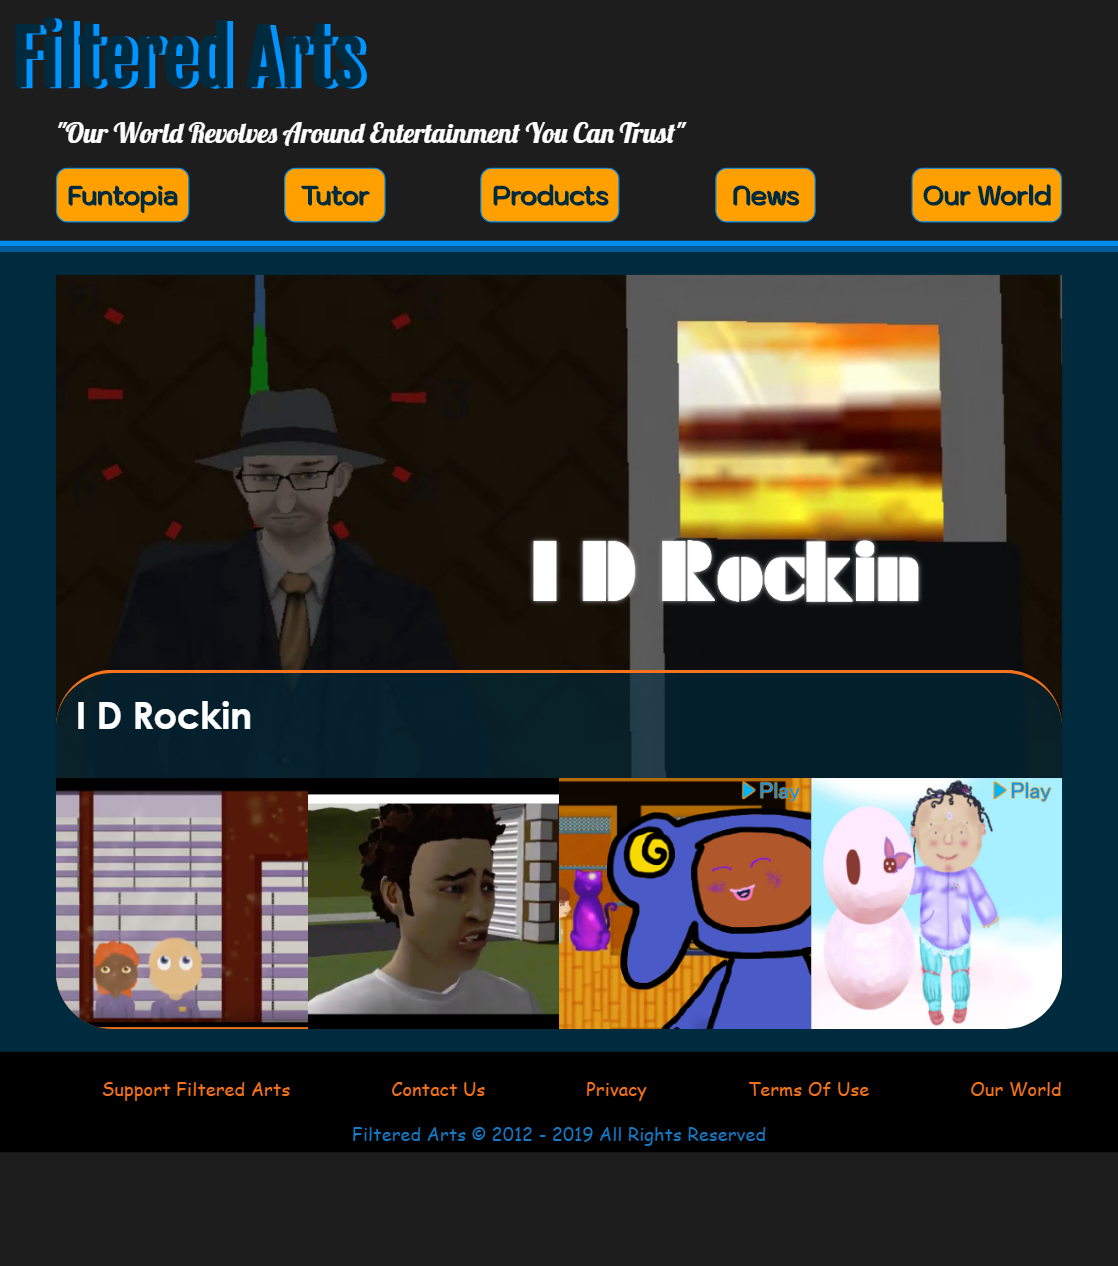 Filtered Arts
"Our World Revolves Around Entertainment You Can Trust"
Funtopia
Tutor
Products
News
Our World
I D Rockin
I D Rockin
Play
Play
Support Filtered Arts
Contact Us
Privacy
Terms Of Use
Our World
Filtered Arts © 2012 - 2019 All Rights Reserved